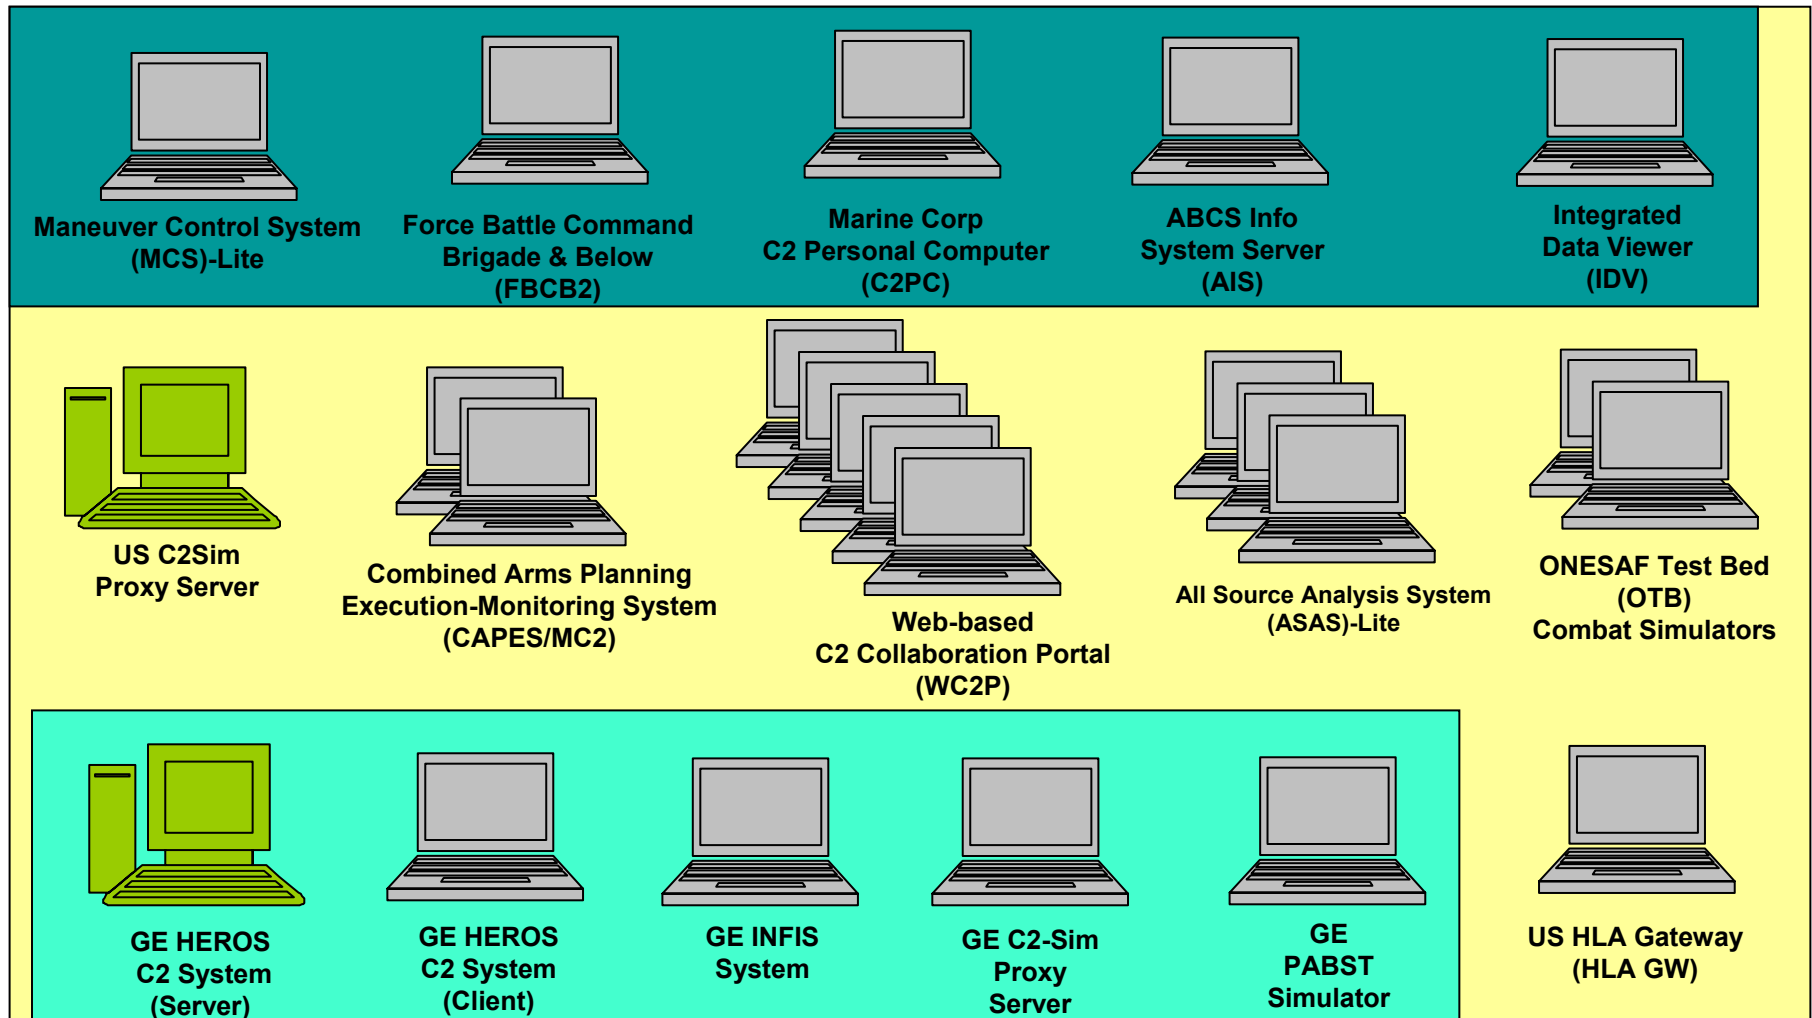 Maneuver Control System
(MCS)-Lite
Force Battle Command
Brigade & Below
(FBCB2)
Marine Corp
C2 Personal Computer
(C2PC)
ABCS Info
System Server
(AIS)
Integrated
Data Viewer
(IDV)
US C2Sim
Proxy Server
Combined Arms Planning
Execution-Monitoring System
(CAPES/MC2)
Web-based
C2 Collaboration Portal
(WC2P)
All Source Analysis System
(ASAS)-Lite
ONESAF Test Bed
(OTB)
Combat Simulators
GE HEROS
C2 System
(Server)
GE HEROS
C2 System
(Client)
GE INFIS
System
GE C2-Sim
Proxy
Server
GE
PABST
Simulator
US HLA Gateway
(HLA GW)